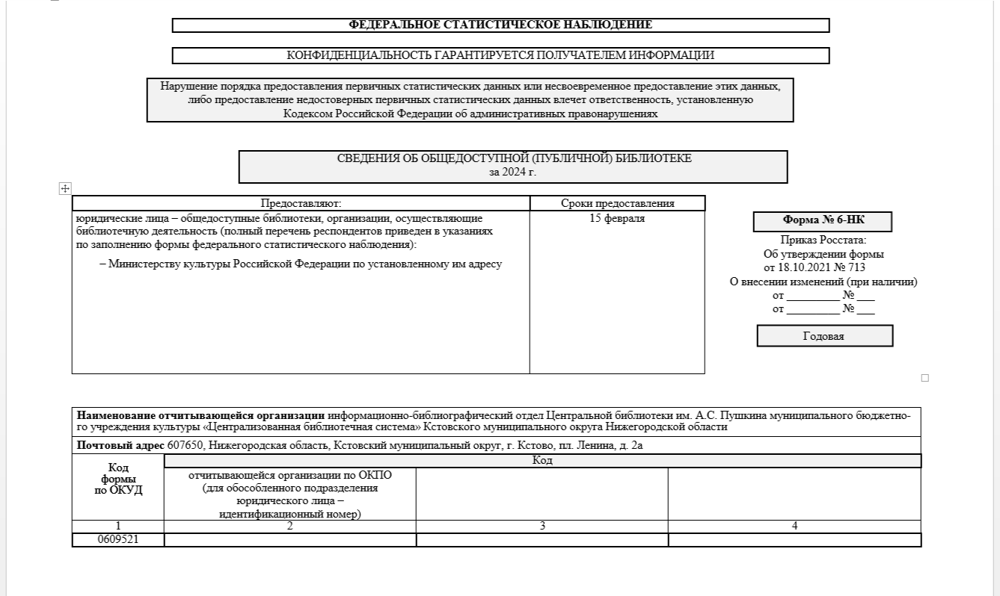 ФЕДЕРАЛЬНОЕ СТАТИСТИЧЕСКОЕ НАБЛЮДЕНИЕ
КОНФИДЕНЦИАЛЬНОСТЬ ГАРАНТИРУЕТСЯ ПОЛУЧАТЕЛЕМ ИНФОРМАЦИИ
Нарушение порядка предоставления первичных статистических данных или несвоевременное предоставление этих данных,
либо предоставление недостоверных первичных статистических данных влечет ответственность, установленную
Кодексом Российской Федерации об административных правонарушениях
СВЕДЕНИЯ ОБ ОБЩЕДОСТУПНОЙ (ПУБЛИЧНОЙ) БИБЛИОТЕКЕ
за 2024 г.
Предоставляют:
Сроки предоставления
юридические лица – общедоступные библиотеки, организации, осуществляющие
библиотечную деятельность (полный перечень респондентов приведен в указаниях
по заполнению формы федерального статистического наблюдения):
– Министерству культуры Российской Федерации по установленному им адресу
15 февраля
Форма № 6-НК
Приказ Росстата:
Об утверждении формы
от 18.10.2021 № 713
О внесении изменений (при наличии)
от _________ № ___
от _________ № ___
Годовая
Наименование отчитывающейся организации информационно-библиографический отдел Центральной библиотеки им. А.С. Пушкина муниципального бюджетно-
го учреждения культуры «Централизованная библиотечная система» Кстовского муниципального округа Нижегородской области
Почтовый адрес 607650, Нижегородская область, Кстовский муниципальный округ, г. Кстово, пл. Ленина, д. 2а
Код
формы
по ОКУД
Код
отчитывающейся организации по ОКПО
(для обособленного подразделения
юридического лица –
идентификационный номер)
1 2 3 4
0609521